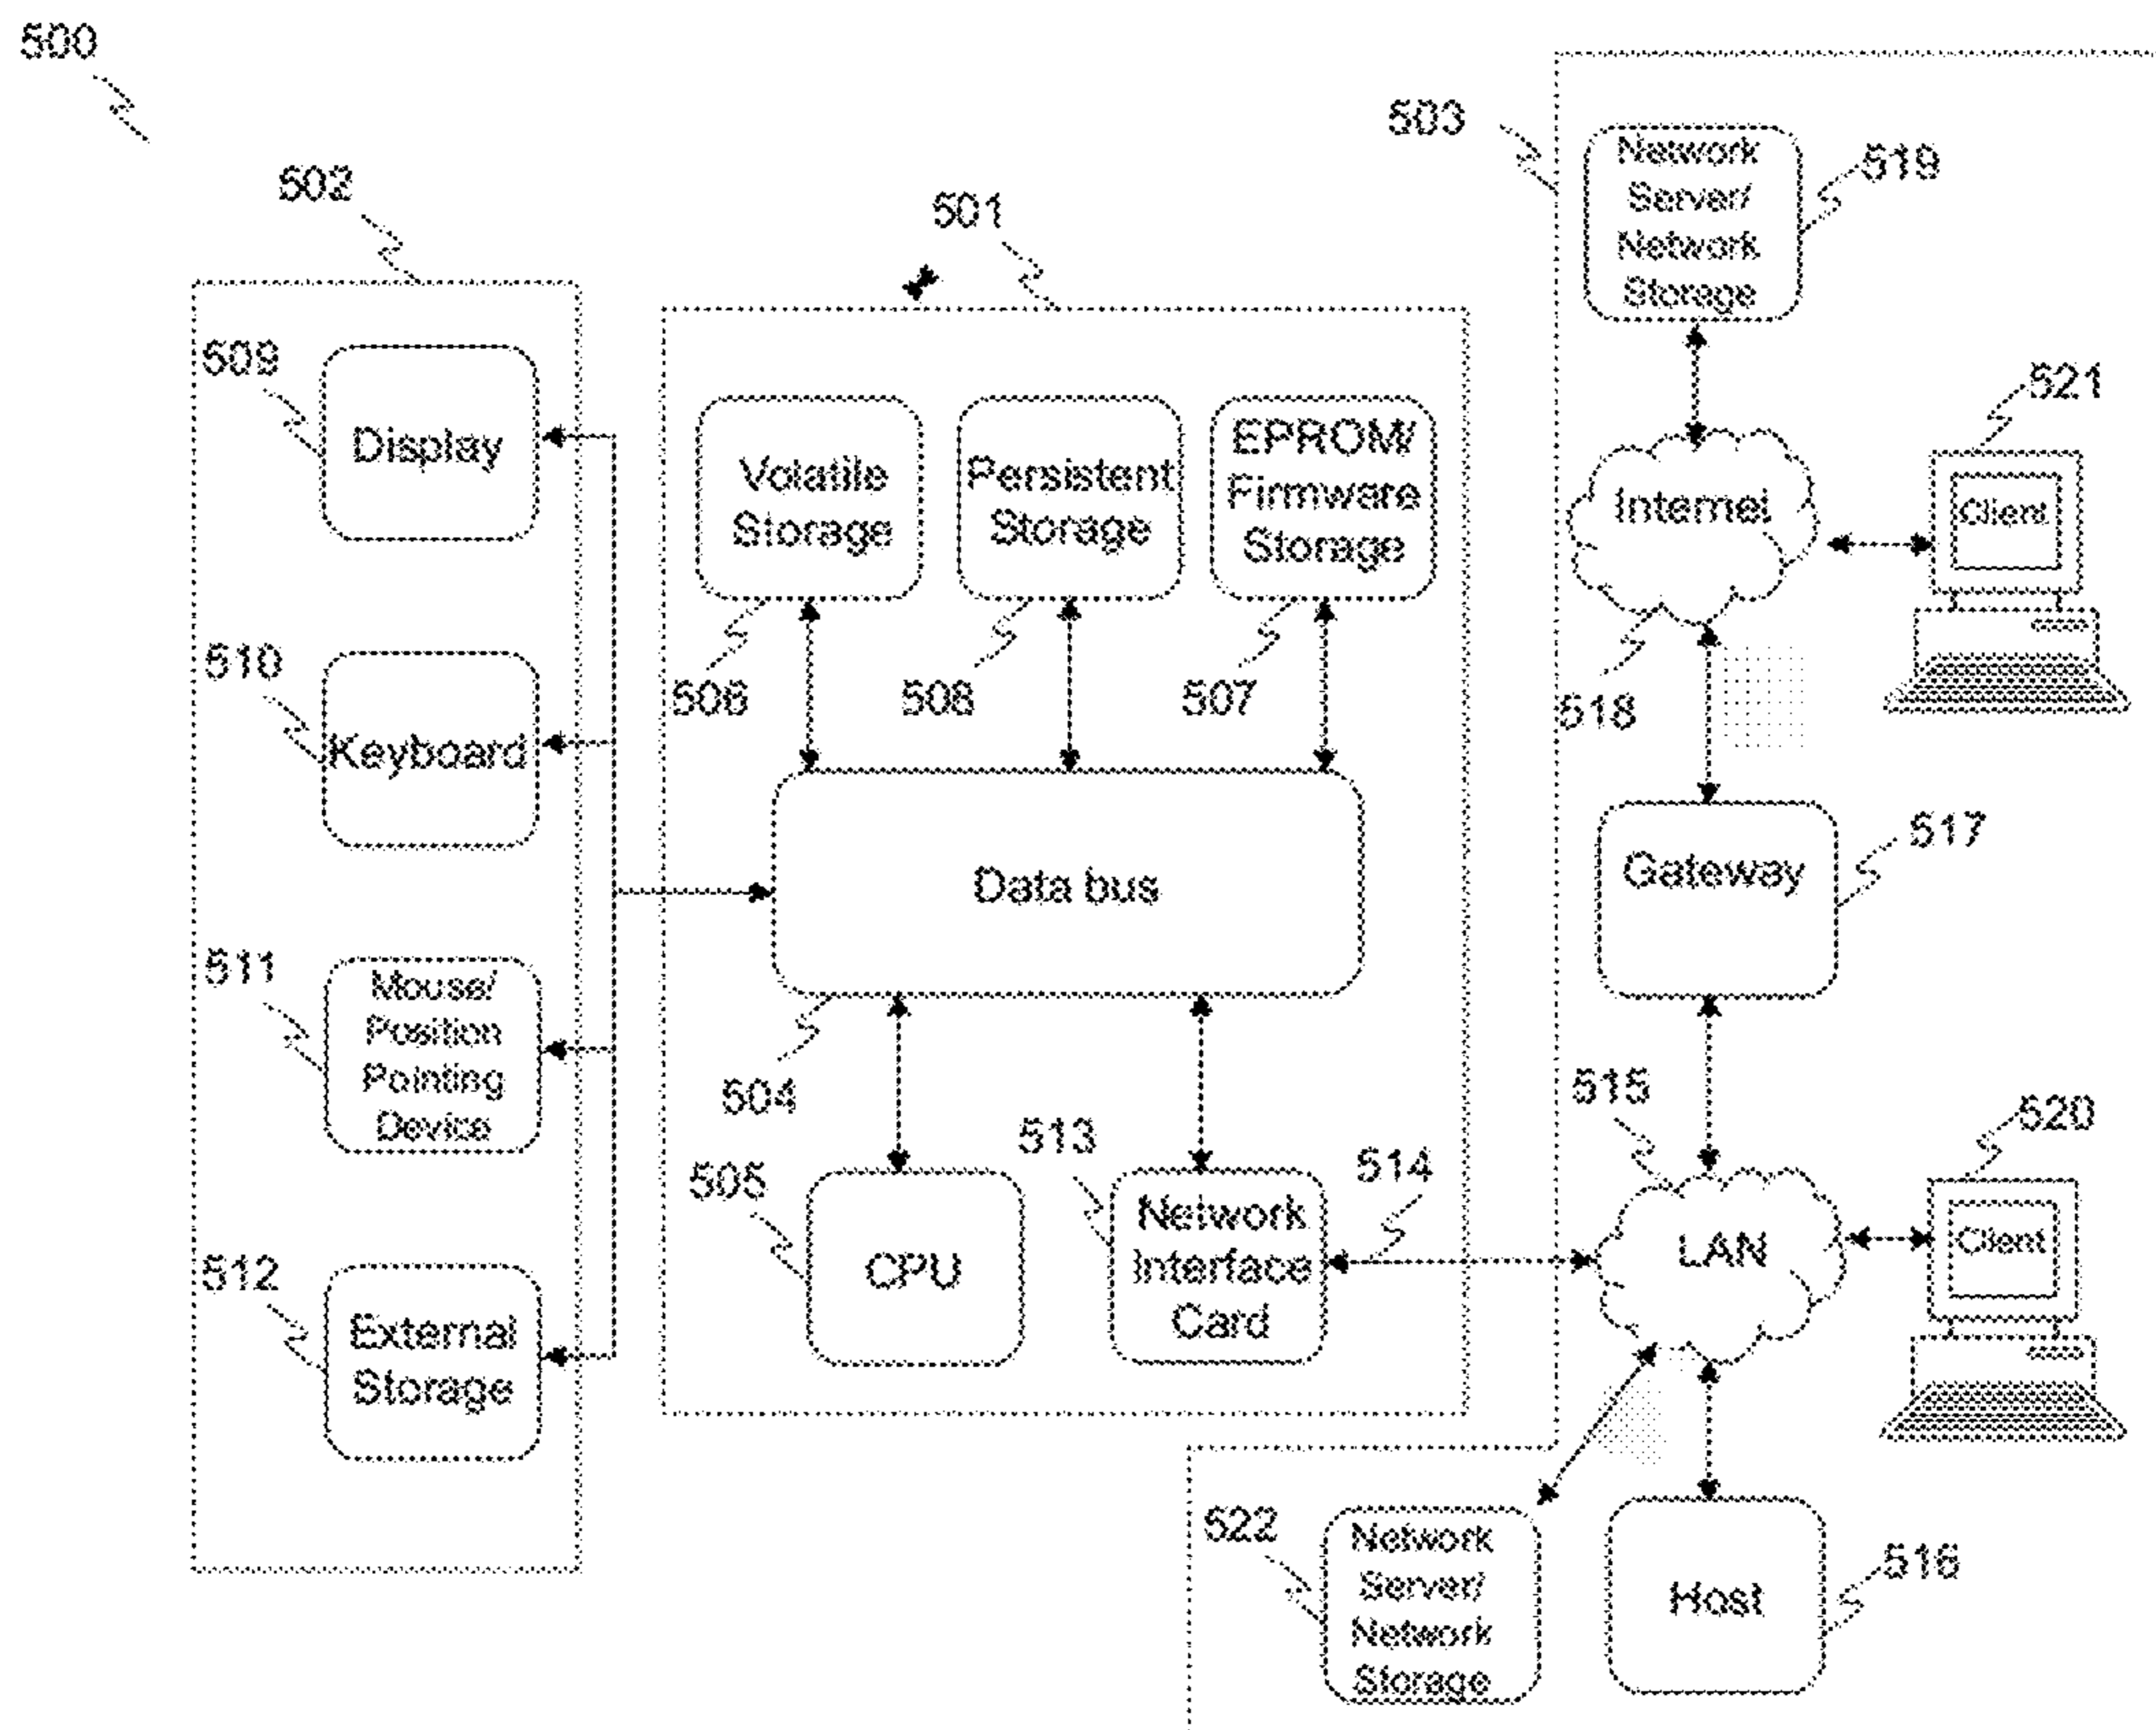 500
502
509
Display
510
Keyboard
511
Mouse/
Position
Pointing
Device
512
External
Storage
501
Volatile
Storage
506
Persistent
Storage
508
EPROM/
Firmware
Storage
507
Data bus
504
505
CPU
513
Network
Interface
Card
514
503
Network
Server/
Network
Storage
519
Internet
518
521
Client
Gateway
517
515
LAN
520
Client
522
Network
Server/
Network
Storage
Host
516